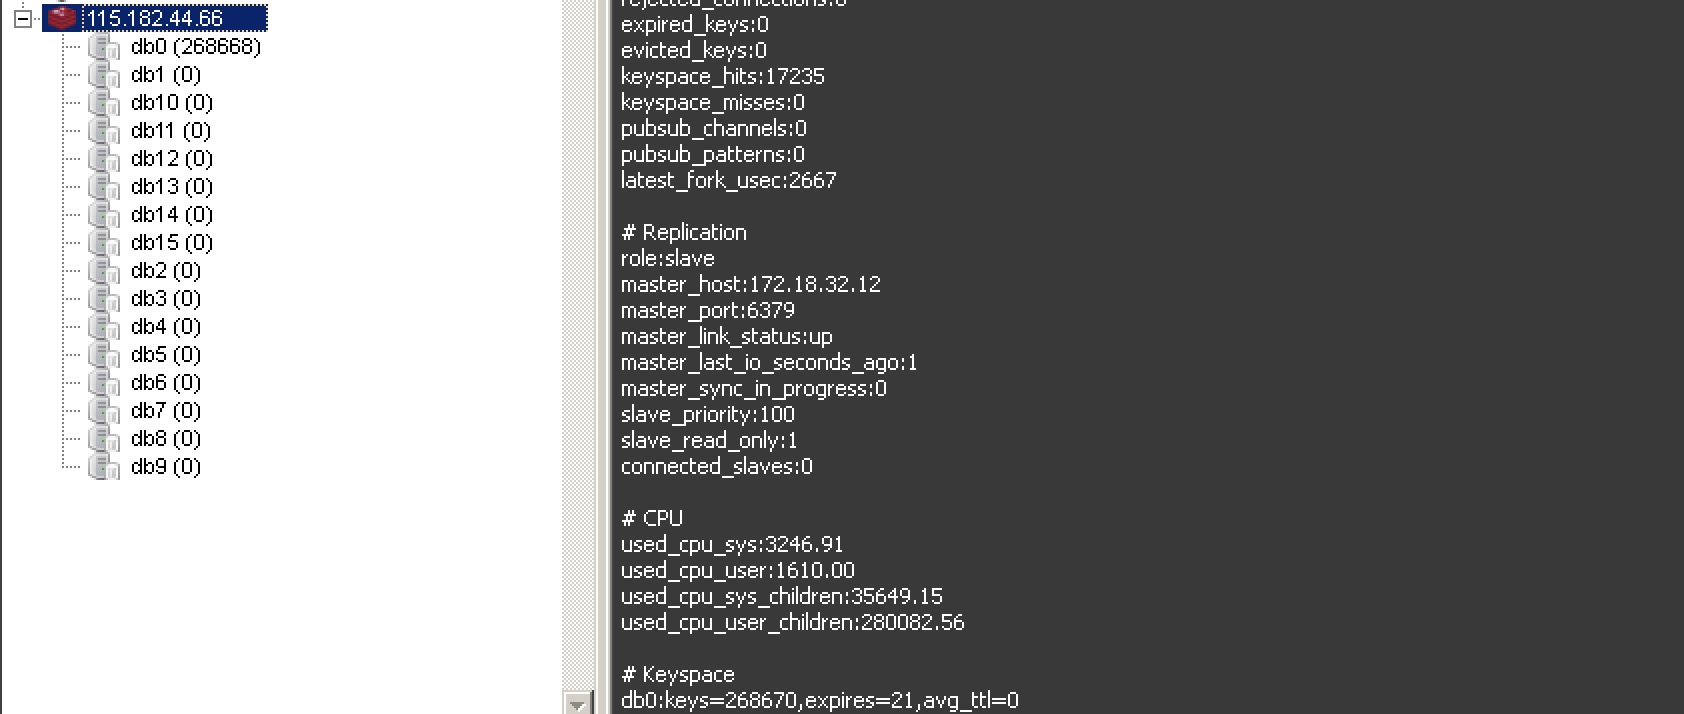 115.182.44.66
db0 (268668)
db1 (0)
db10 (0)
db11 (0)
db12 (0)
db13 (0)
db14 (0)
db15 (0)
db2 (0)
db3 (0)
db4 (0)
db5 (0)
db6 (0)
db7 (0)
db8 (0)
db9 (0)
rejected_connections:0
expired_keys:0
evicted_keys:0
keyspace_hits:17235
keyspace_misses:0
pubsub_channels:0
pubsub_patterns:0
latest_fork_usec:2667
# Replication
role:slave
master_host:172.18.32.12
master_port:6379
master_link_status:up
master_last_io_seconds_ago:1
master_sync_in_progress:0
slave_priority:100
slave_read_only:1
connected_slaves:0
# CPU
used_cpu_sys:3246.91
used_cpu_user:1610.00
used_cpu_sys_children:35649.15
used_cpu_user_children:280082.56
# Keyspace
db0:keys=268670,expires=21,avg_ttl=0